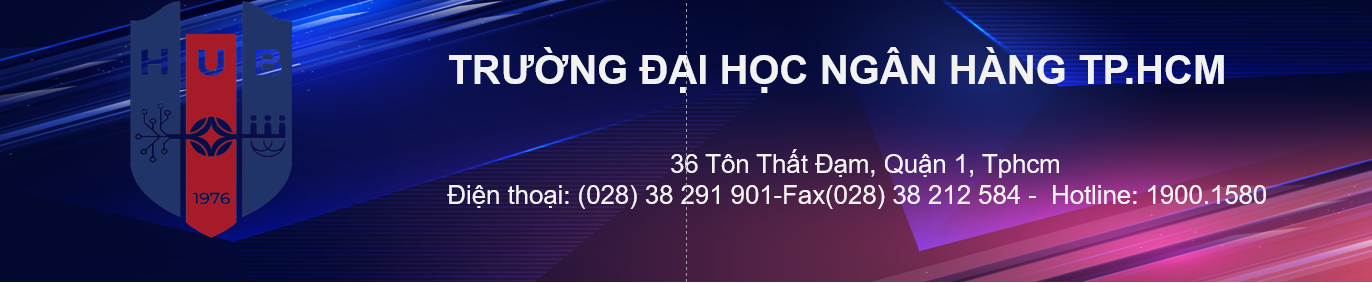 HUB
1976
TRƯỜNG ĐẠI HỌC NGÂN HÀNG TP.HCM
36 Tôn Thất Đạm, Quận 1, Tphcm
Điện thoại: (028) 38 291 901-Fax(028) 38 212 584 - Hotline: 1900.1580